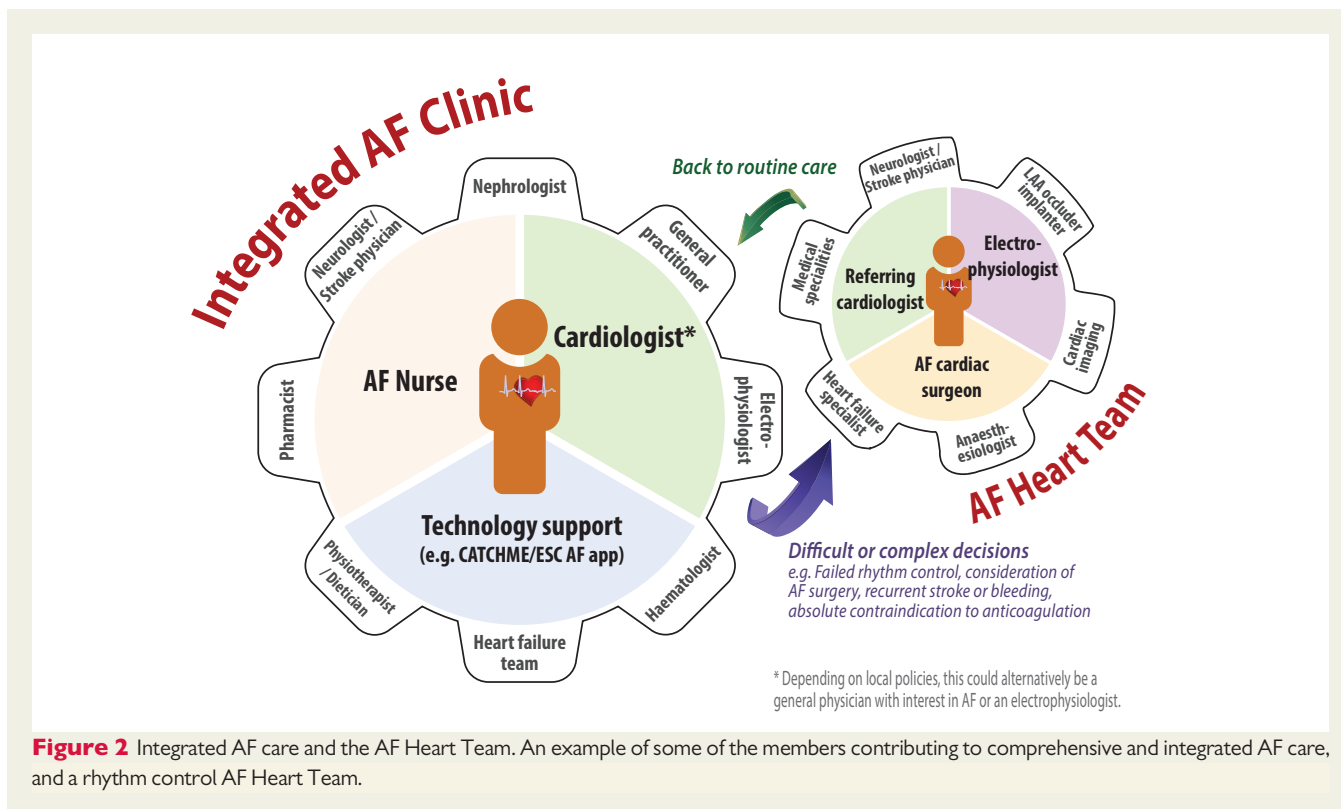 Integrated AF Clinic
Nephrologist
General
practitioner
Electro-
physiologist
Haematologist
Heart failure
team
Physiotherapist
/ Dietician
Pharmacist
Neurologist /
Stroke physician
AF Nurse
Cardiologist*
Technology support
(e.g. CATCHME/ESC AF app)
Back to routine care
Neurologist /
Stroke physician
LAA occluder
implanter
Cardiac
imaging
Anaesth-
esiologist
Heart failure
specialist
Medical
specialities
Referring
cardiologist
Electro-
physiologist
AF cardiac
surgeon
AF Heart Team
Difficult or complex decisions
e.g. Failed rhythm control, consideration of
AF surgery, recurrent stroke or bleeding,
absolute contraindication to anticoagulation
* Depending on local policies, this could alternatively be a
general physician with interest in AF or an electrophysiologist.
Figure 2 Integrated AF care and the AF Heart Team. An example of some of the members contributing to comprehensive and integrated AF care,
and a rhythm control AF Heart Team.